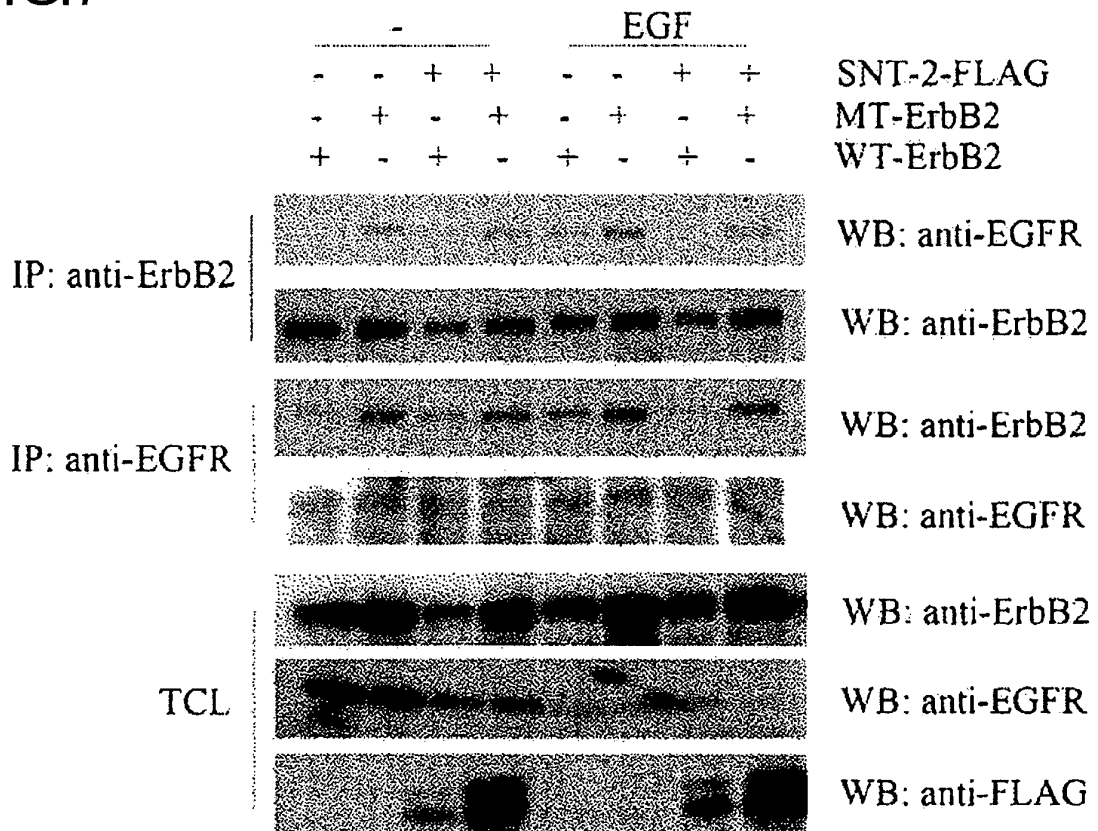 - EGF
- - + + - - + + SNT-2-FLAG
- + - + - + - + MT-ErbB2
+ - + - + - + - WT-ErbB2
IP: anti-ErbB2
WB: anti-EGFR
WB: anti-ErbB2
IP: anti-EGFR
WB: anti-ErbB2
WB: anti-EGFR
TCL
WB: anti-ErbB2
WB: anti-EGFR
WB: anti-FLAG